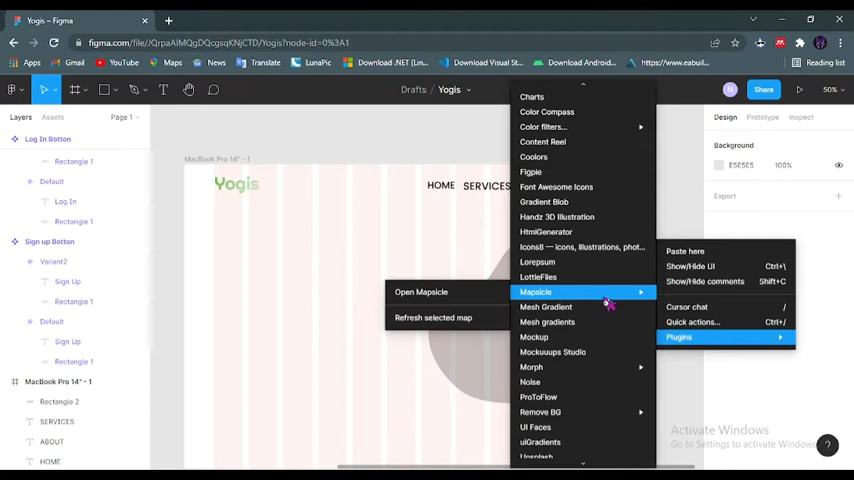 Yogis – Figma
figma.com/file/JQrpaAlMQgDQcgsqKNjCTD/Yogis?node-id=0%3A1
Apps
Gmail
YouTube
Maps
News
Translate
LunaPic
Download .NET (Lin...
Download Visual Stu...
Download Android...
https://www.eabuil...
Reading list
Drafts / Yogis
N
Share
50%
Layers
Assets
Page 1
Design
Prototype
Inspect
Log In Botton
Rectangle 1
Default
Log In
Rectangle 1
Sign up Botton
Variant2
Sign Up
Rectangle 1
Default
Sign Up
Rectangle 1
MacBook Pro 14" - 1
Rectangle 2
SERVICES
ABOUT
HOME
MacBook Pro 14" - 1
Yogis
HOME
SERVICES
Open Mapsicle
Refresh selected map
Charts
Color Compass
Color filters...
Content Reel
Coolors
Figpie
Font Awesome Icons
Gradient Blob
Handz 3D Illustration
HtmlGenerator
Icons8 — icons, illustrations, phot...
Lorepsum
LottieFiles
Mapsicle
Mesh Gradient
Mesh gradients
Mockup
Mockuuups Studio
Morph
Noise
ProToFlow
Remove BG
UI Faces
uiGradients
Unsplash
Paste here
Show/Hide UI Ctrl+\
Show/Hide comments Shift+C
Cursor chat /
Quick actions... Ctrl+/
Plugins
Background
E5E5E5 100%
Export
Activate Windows
Go to Settings to activate Windows.
?